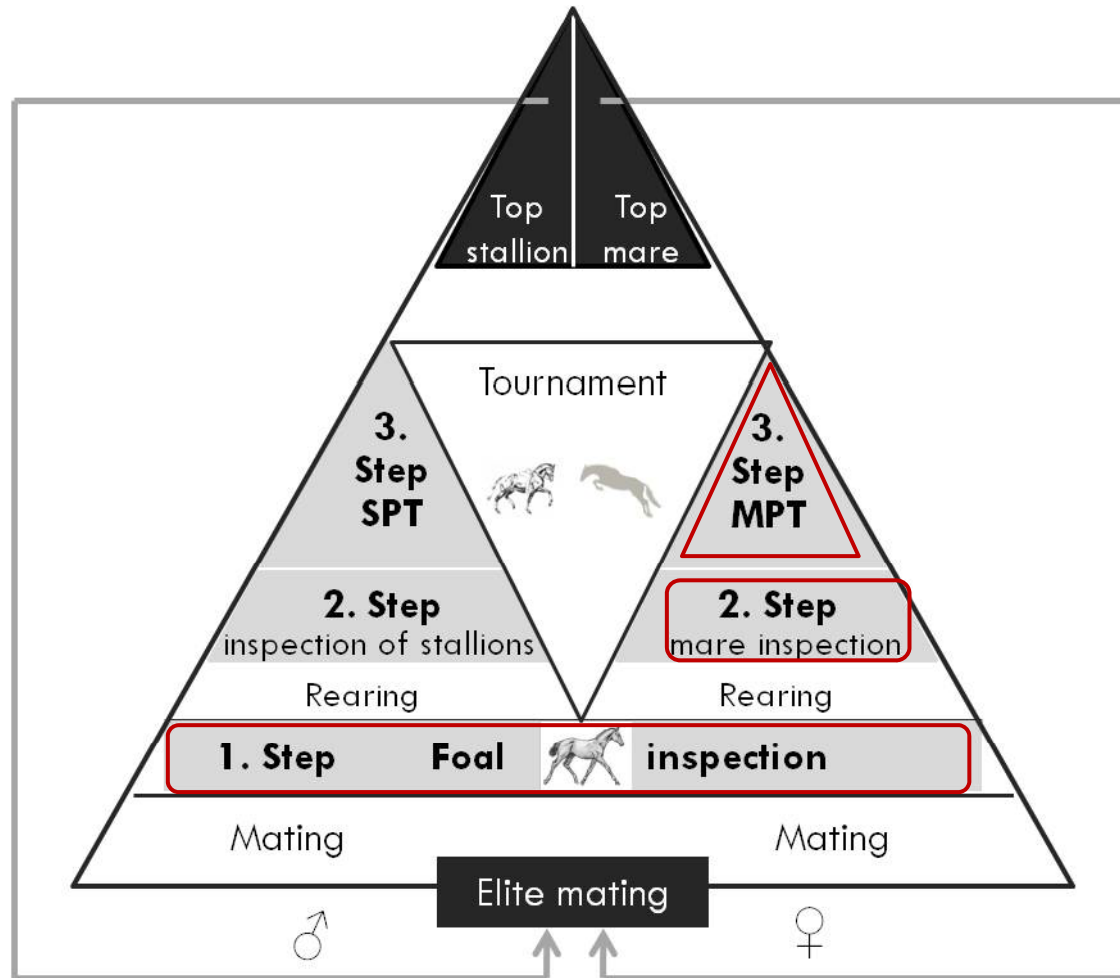 Top
stallion
Top
mare
Tournament
3.
Step
SPT
3.
Step
MPT
2. Step
inspection of stallions
2. Step
mare inspection
Rearing
Rearing
1. Step Foal inspection
Mating
Mating
Elite mating
♂
♀